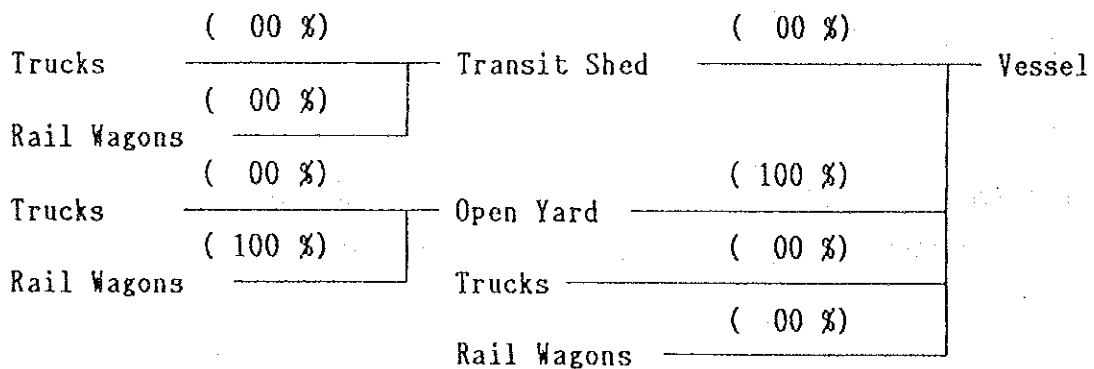 ( 00 %) ( 00 %)
Trucks Transit Shed Vessel
( 00 %)
Rail Wagons
( 00 %) ( 100 %)
Trucks Open Yard
( 100 %) ( 00 %)
Rail Wagons Trucks
( 00 %)
Rail Wagons